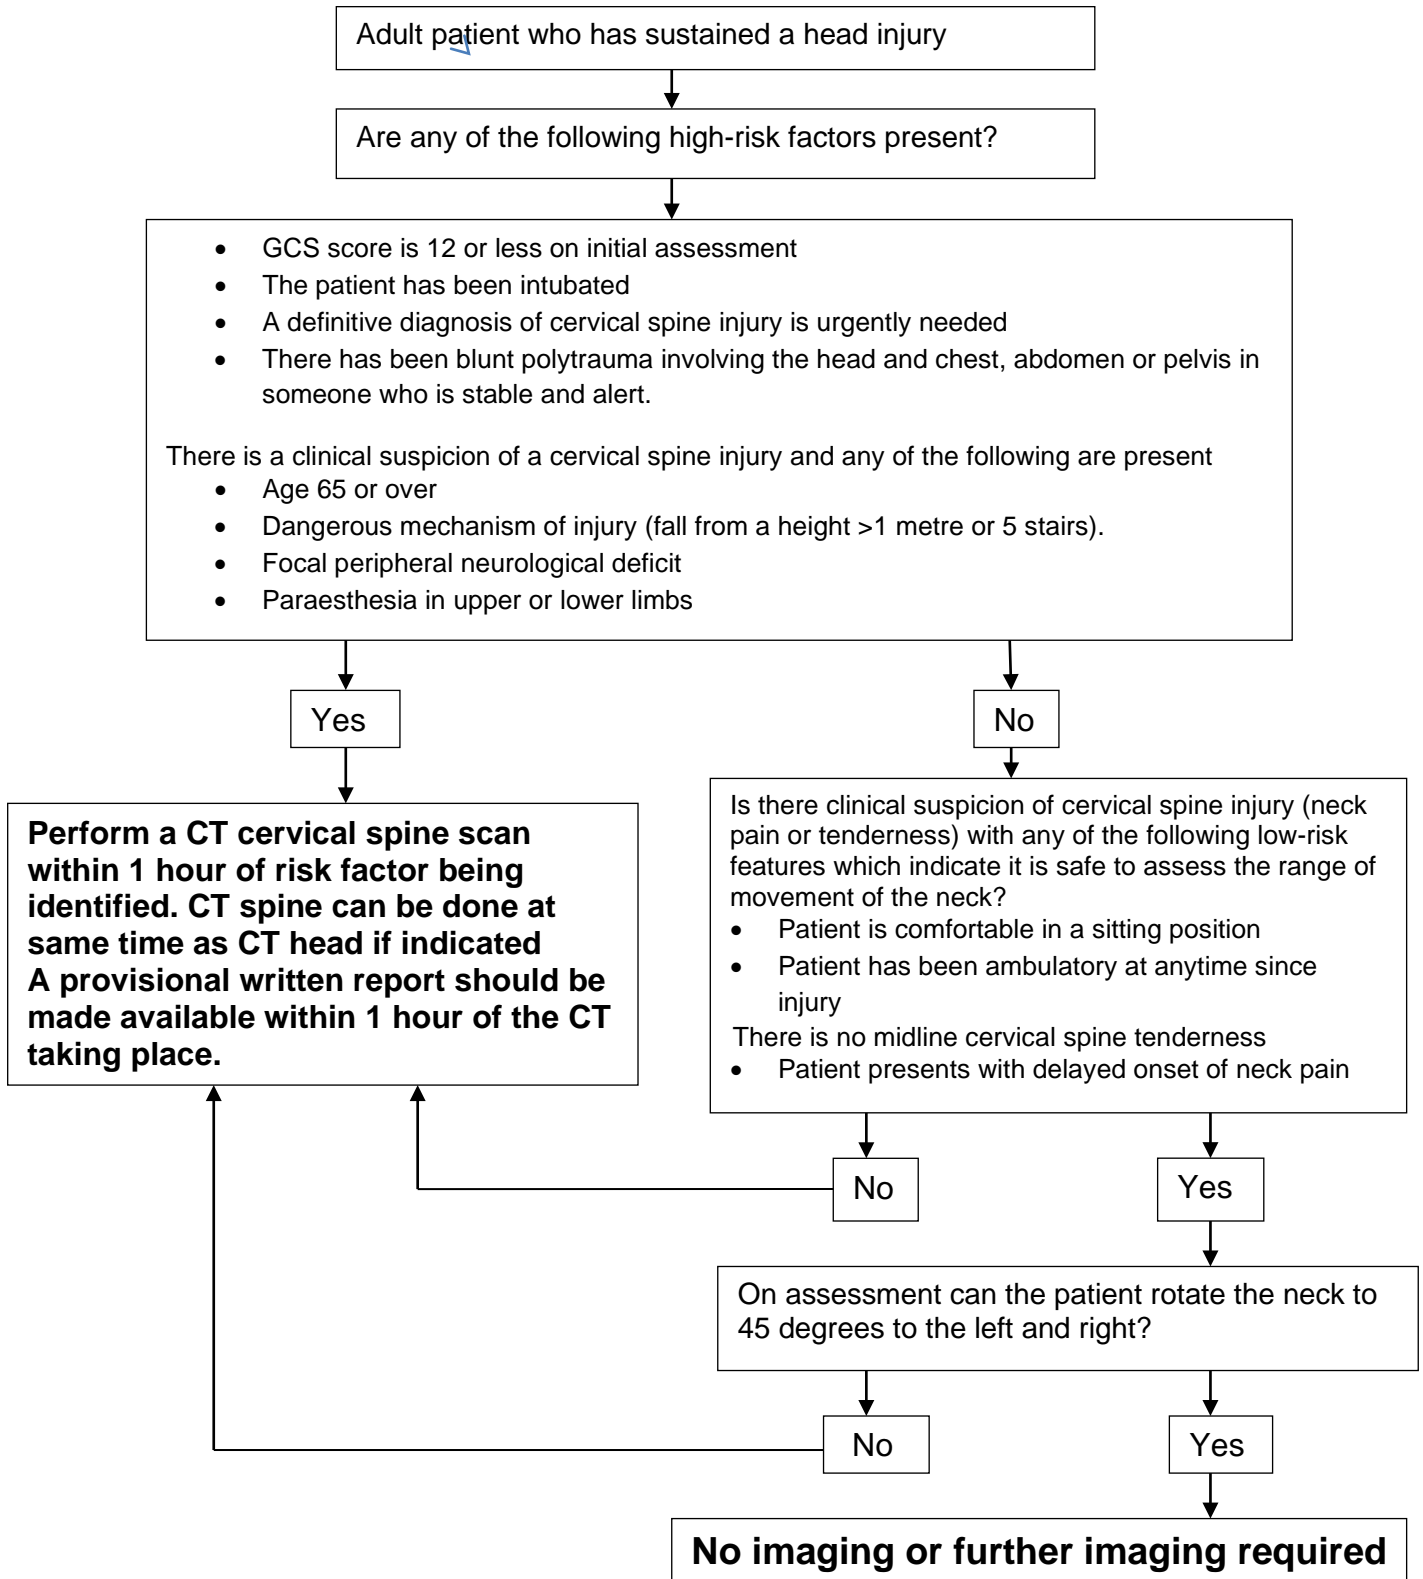 Adult patient who has sustained a head injury
Are any of the following high-risk factors present?
• GCS score is 12 or less on initial assessment
• The patient has been intubated
• A definitive diagnosis of cervical spine injury is urgently needed
• There has been blunt polytrauma involving the head and chest, abdomen or pelvis in
someone who is stable and alert.
There is a clinical suspicion of a cervical spine injury and any of the following are present
• Age 65 or over
• Dangerous mechanism of injury (fall from a height >1 metre or 5 stairs).
• Focal peripheral neurological deficit
• Paraesthesia in upper or lower limbs
Yes
No
Perform a CT cervical spine scan
within 1 hour of risk factor being
identified. CT spine can be done at
same time as CT head if indicated
A provisional written report should be
made available within 1 hour of the CT
taking place.
Is there clinical suspicion of cervical spine injury (neck
pain or tenderness) with any of the following low-risk
features which indicate it is safe to assess the range of
movement of the neck?
• Patient is comfortable in a sitting position
• Patient has been ambulatory at anytime since
injury
There is no midline cervical spine tenderness
• Patient presents with delayed onset of neck pain
No
Yes
On assessment can the patient rotate the neck to
45 degrees to the left and right?
No
Yes
No imaging or further imaging required